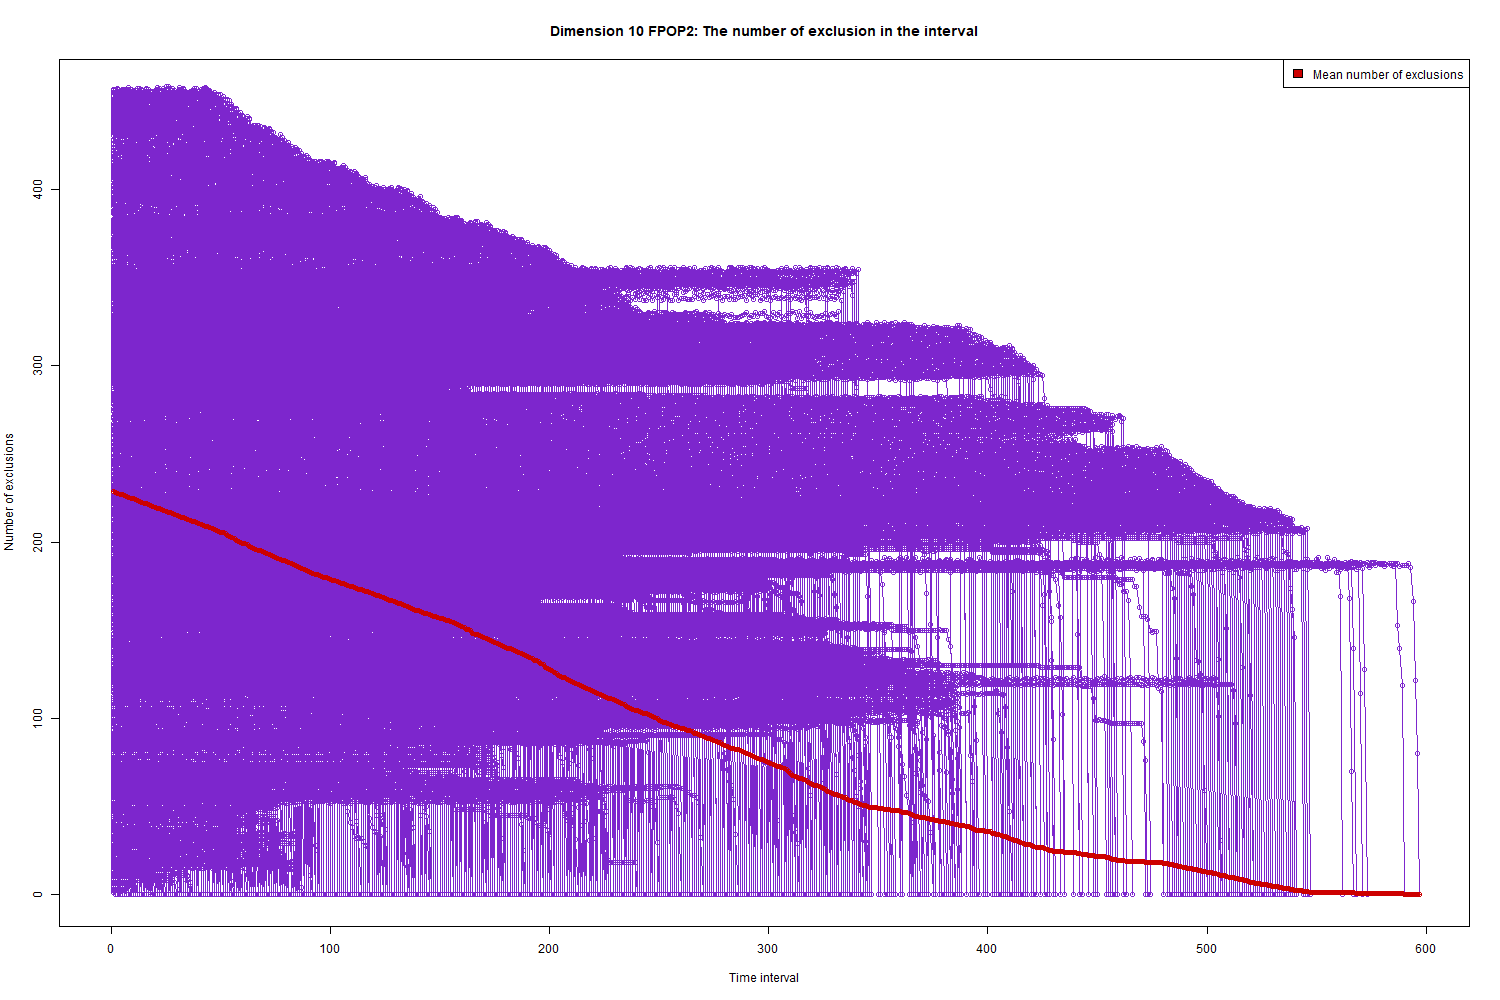 Dimension 10 FPOP2: The number of exclusion in the interval
Mean number of exclusions
Number of exclusions
400
300
200
100
0
0 100 200 300 400 500 600
Time interval